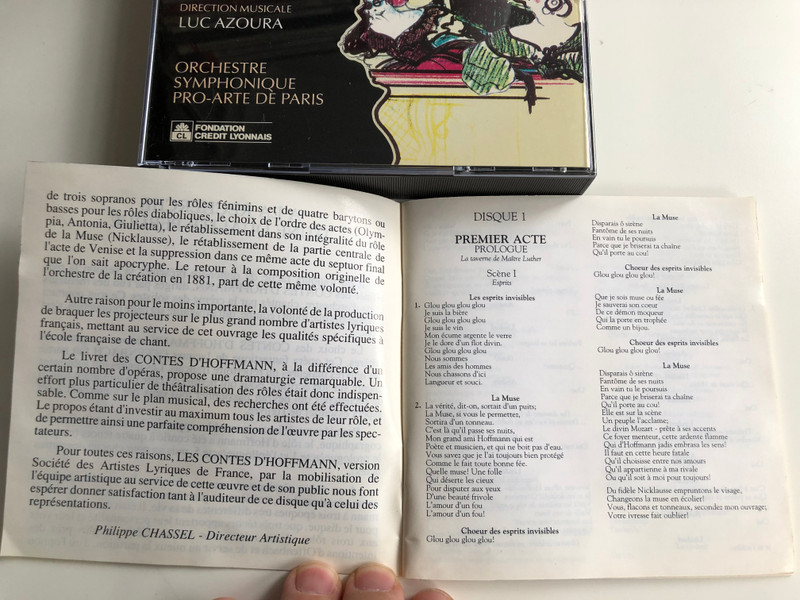 DIRECTION MUSICALE
LUC AZOURA
ORCHESTRE
SYMPHONIQUE
PRO-ARTE DE PARIS
CL
FONDATION
CREDIT LYONNAIS
de trois sopranos pour les rôles féminins et de quatre barytons ou
basses pour les rôles diaboliques, le choix de l'ordre des actes (Olym-
pia, Antonia, Giulietta), le rétablissement dans son intégralité du rôle
de la Muse (Nicklausse), le rétablissement de la partie centrale de
l'acte de Venise et la suppression dans ce même acte du septuor final
que l'on sait apocryphe. Le retour à la composition originelle de
l'orchestre de la création en 1881, part de cette même volonté.
Autre raison pour le moins importante, la volonté de la production
de braquer les projecteurs sur le plus grand nombre d'artistes lyriques
français, mettant au service de cet ouvrage les qualités spécifiques à
l'école française de chant.
Le livret des CONTES D'HOFFMANN, à la différence d'un
certain nombre d'opéras, propose une dramaturgie remarquable. Un
effort plus particulier de théâtralisation des rôles était donc indispen-
sable. Comme sur le plan musical, des recherches ont été effectuées.
Le propos étant d'investir au maximum tous les artistes de leur rôle, et
de permettre ainsi une parfaite compréhension de l'œuvre par les spec-
tateurs.
Pour toutes ces raisons, LES CONTES D'HOFFMANN, version
Société des Artistes Lyriques de France, par la mobilisation de
l'équipe artistique au service de cette œuvre et de son public nous font
espérer donner satisfaction tant à l'auditeur de ce disque qu'à celui des
représentations.
Philippe CHASSEL - Directeur Artistique
DISQUE 1
PREMIER ACTE
PROLOGUE
La taverne de Maître Luther
Scène 1
Esprits
Les esprits invisibles
1. Glou glou glou glou
Je suis la bière
Glou glou glou glou
Je suis le vin
Mon écume argente le verre
Je le dore d'un flot divin.
Glou glou glou glou
Nous sommes
Les amis des hommes
Nous chassons d'ici
Langueur et souci.
La Muse
2. La vérité, dit-on, sortait d'un puits;
La Muse, si vous le permettez,
Sortira d'un tonneau.
C'est là qu'il passe ses nuits,
Mon grand ami Hoffmann qui est
Poète et musicien, et qui ne boit pas d'eau.
Vous savez que je l'ai toujours bien protégé
Comme le fait toute bonne fée.
Quelle muse! Une folle
Qui déserte les cieux
Pour disputer aux yeux
D'une beauté frivole
L'amour d'un fou
L'amour d'un fou!
Choeur des esprits invisibles
Glou glou glou glou!
La Muse
Disparais ô sirène
Fantôme de ses nuits
En vain tu le poursuis
Parce que je briserai ta chaîne
Qu'il porte au cou!
Choeur des esprits invisibles
Glou glou glou glou!
La Muse
Que je sois muse ou fée
Je sauverai son coeur
De ce démon moqueur
Qui la porte en trophée
Comme un bijou.
Choeur des esprits invisibles
Glou glou glou glou!
La Muse
Disparais ô sirène
Fantôme de ses nuits
En vain tu le poursuis
Parce que je briserai ta chaîne
Qu'il porte au cou!
Elle est sur la scène
Un peuple l'acclame;
Le divin Mozart - prête à ses accents
Ce foyer menteur, cette ardente flamme
Qui d'Hoffmann jadis embrasa les sens!
Il faut en cette heure fatale
Qu'il choisisse entre nos amours
Qu'il appartienne à ma rivale
Ou qu'il soit à moi pour toujours!
Du fidèle Nicklausse empruntons le visage,
Changeons la muse en écolier!
Vous, flacons et tonneaux, secondez mon ouvrage;
Votre ivresse fait oublier!